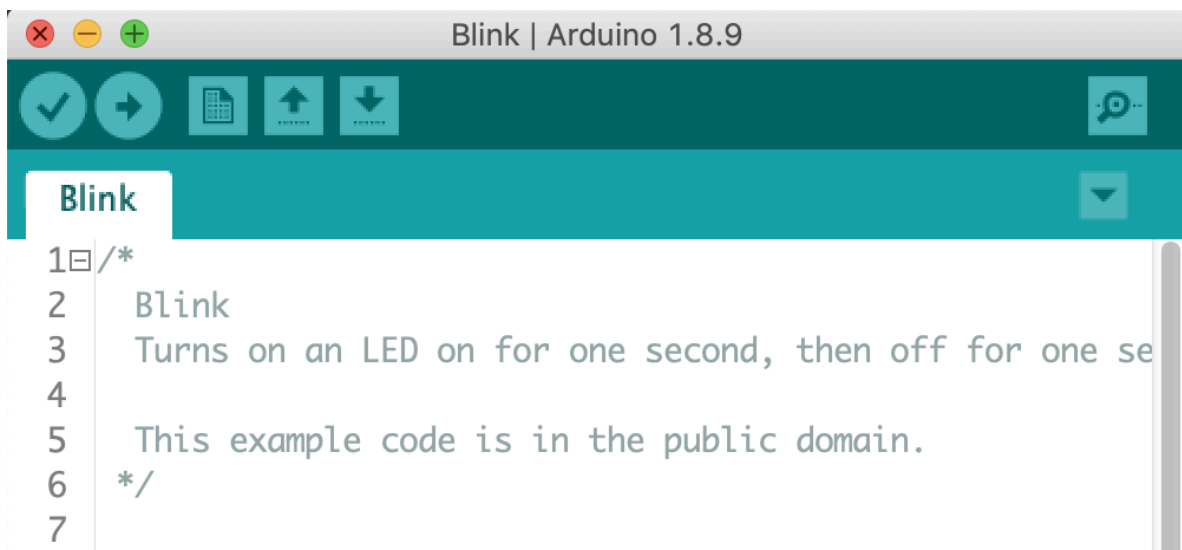 Blink | Arduino 1.8.9
Blink
1 /*
2 Blink
3 Turns on an LED on for one second, then off for one se
4
5 This example code is in the public domain.
6 */
7